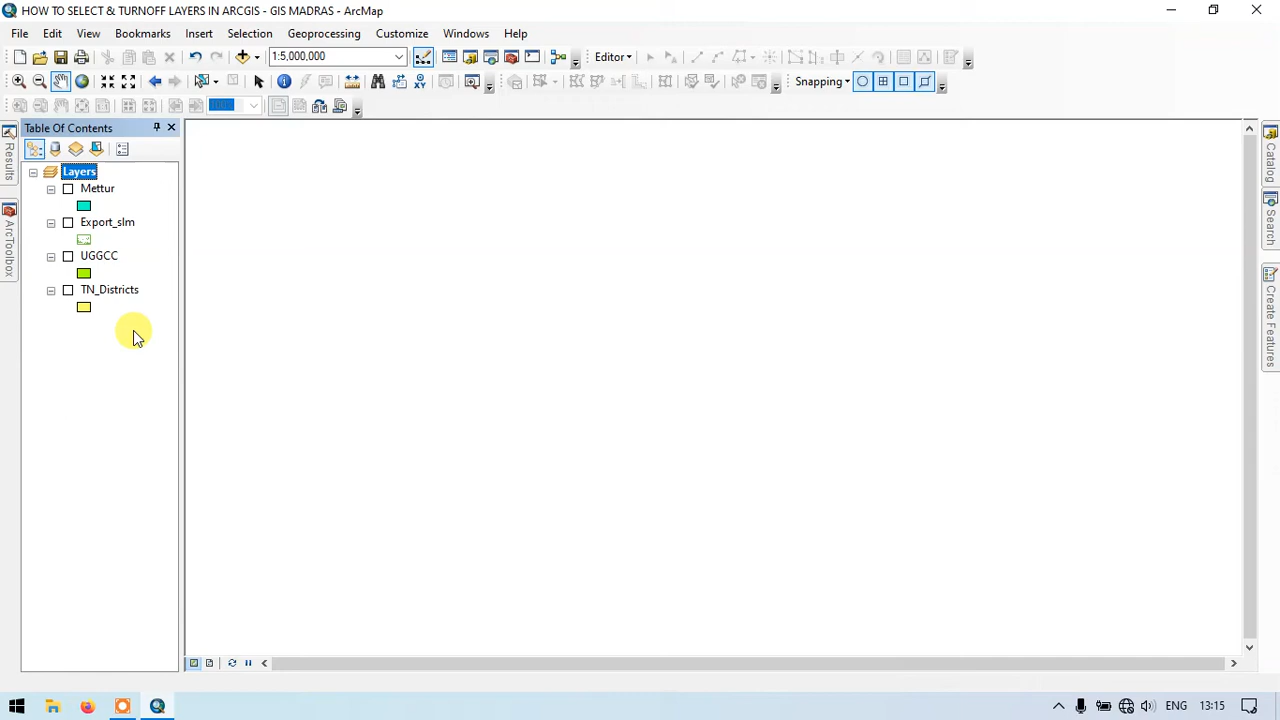 HOW TO SELECT & TURNOFF LAYERS IN ARCGIS - GIS MADRAS - ArcMap
File Edit View Bookmarks Insert Selection Geoprocessing Customize Windows Help
1:5,000,000
Editor
Snapping
100%
Table Of Contents
Layers
Mettur
Export_slm
UGGCC
TN_Districts
Results
ArcToolbox
Catalog
Search
Create Features
ENG
13:15